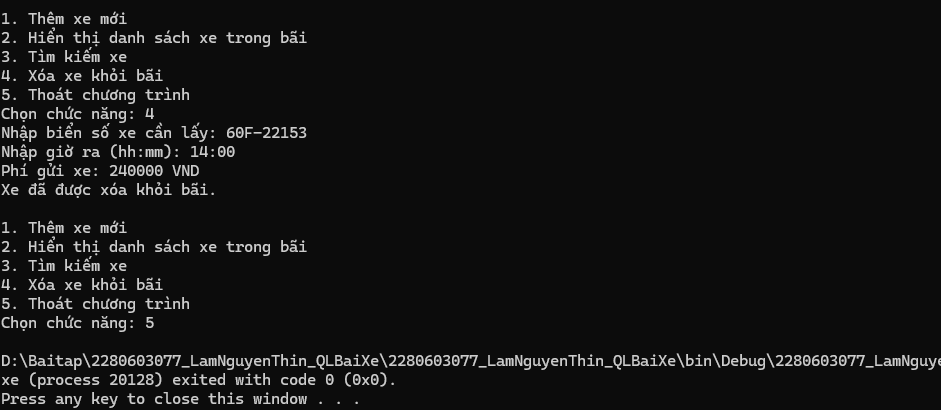 1. Thêm xe mới
2. Hiển thị danh sách xe trong bãi
3. Tìm kiếm xe
4. Xóa xe khỏi bãi
5. Thoát chương trình
Chọn chức năng: 4
Nhập biển số xe cần lấy: 60F-22153
Nhập giờ ra (hh:mm): 14:00
Phí gửi xe: 240000 VND
Xe đã được xóa khỏi bãi.

1. Thêm xe mới
2. Hiển thị danh sách xe trong bãi
3. Tìm kiếm xe
4. Xóa xe khỏi bãi
5. Thoát chương trình
Chọn chức năng: 5

D:\Baitap\2280603077_LamNguyenThin_QLBaiXe\2280603077_LamNguyenThin_QLBaiXe\bin\Debug\2280603077_LamNguye
xe (process 20128) exited with code 0 (0x0).
Press any key to close this window . . .